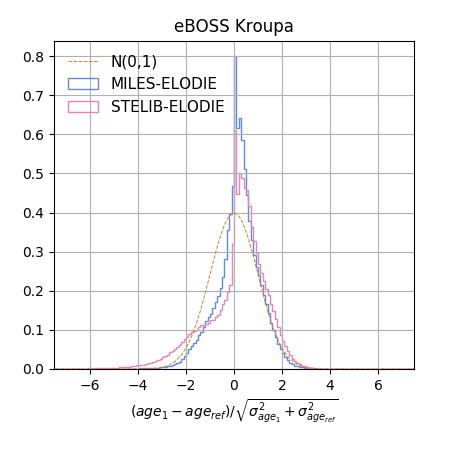 eBOSS Kroupa
0.8
0.7
0.6
0.5
0.4
0.3
0.2
0.1
0.0
N(0,1)
MILES-ELODIE
STELIB-ELODIE
−6 −4 −2 0 2 4 6
(age₁ − age_ref)/√σ²_age₁ + σ²_age_ref